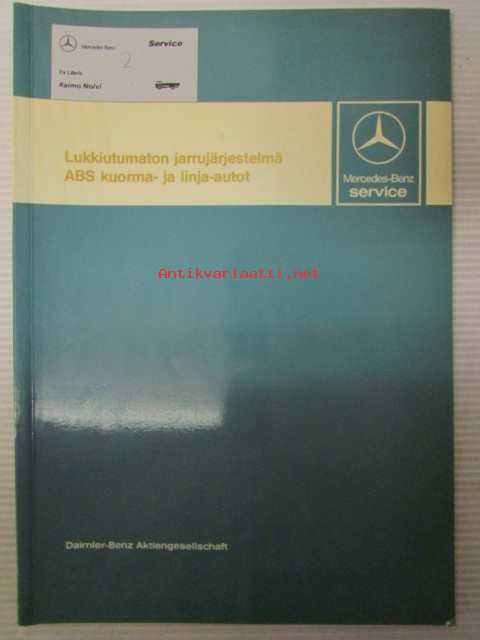 Mercedes-Benz
Service
2
Ex Libris
Raimo Nolvi
Lukkiutumaton jarrujärjestelmä
ABS kuorma- ja linja-autot
Mercedes-Benz
service
Antikvariaatti.net
Daimler-Benz Aktiengesellschaft